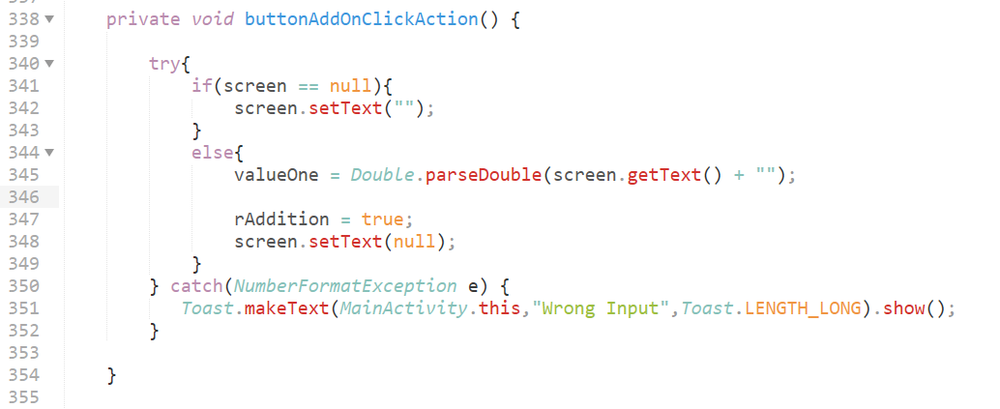 338 private void buttonAddOnClickAction() {
339
340 try{
341 if(screen == null){
342 screen.setText("");
343 }
344 else{
345 valueOne = Double.parseDouble(screen.getText() + "");
346
347 rAddition = true;
348 screen.setText(null);
349 }
350 } catch(NumberFormatException e) {
351 Toast.makeText(MainActivity.this,"Wrong Input",Toast.LENGTH_LONG).show();
352 }
353
354 }
355